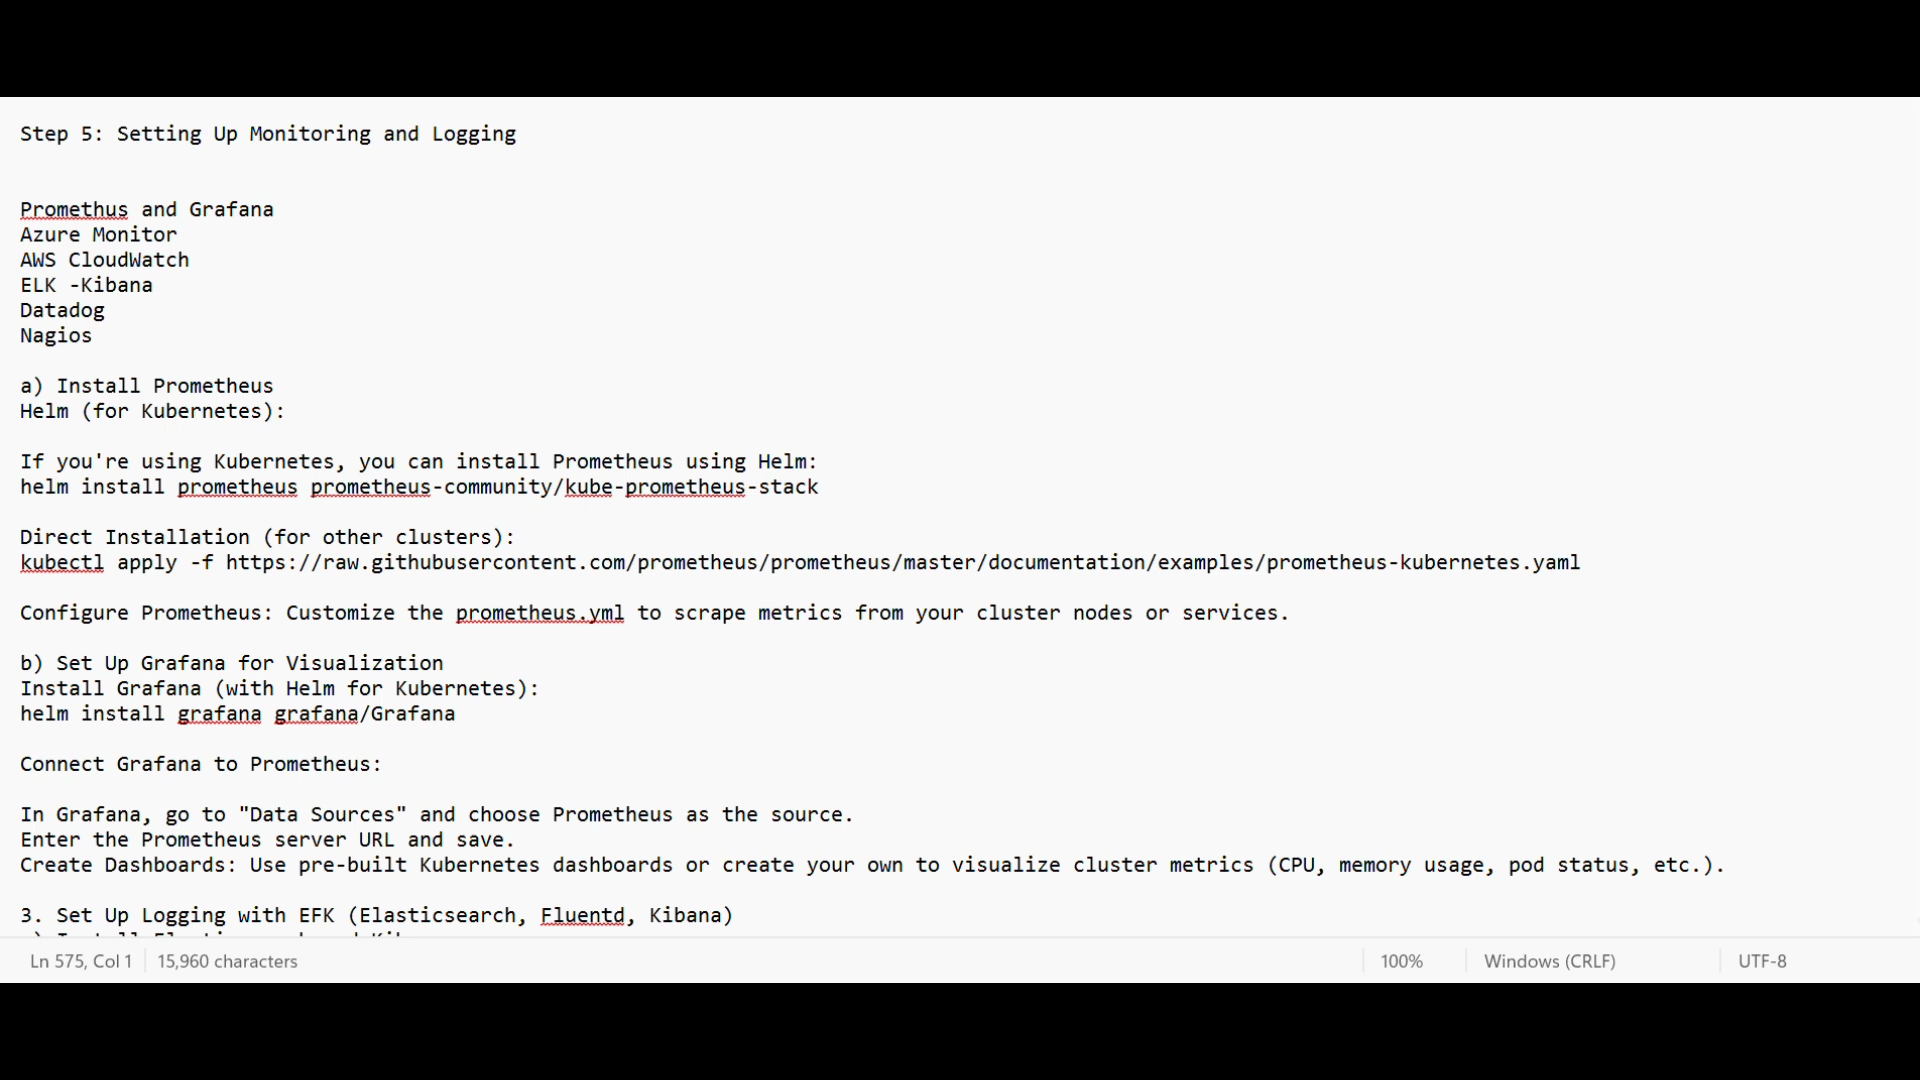 Step 5: Setting Up Monitoring and Logging
Promethus and Grafana
Azure Monitor
AWS CloudWatch
ELK -Kibana
Datadog
Nagios
a) Install Prometheus
Helm (for Kubernetes):
If you're using Kubernetes, you can install Prometheus using Helm:
helm install prometheus prometheus-community/kube-prometheus-stack
Direct Installation (for other clusters):
kubectl apply -f https://raw.githubusercontent.com/prometheus/prometheus/master/documentation/examples/prometheus-kubernetes.yaml
Configure Prometheus: Customize the prometheus.yml to scrape metrics from your cluster nodes or services.
b) Set Up Grafana for Visualization
Install Grafana (with Helm for Kubernetes):
helm install grafana grafana/Grafana
Connect Grafana to Prometheus:
In Grafana, go to "Data Sources" and choose Prometheus as the source.
Enter the Prometheus server URL and save.
Create Dashboards: Use pre-built Kubernetes dashboards or create your own to visualize cluster metrics (CPU, memory usage, pod status, etc.).
3. Set Up Logging with EFK (Elasticsearch, Fluentd, Kibana)
Ln 575, Col 1 15,960 characters 100% Windows (CRLF) UTF-8